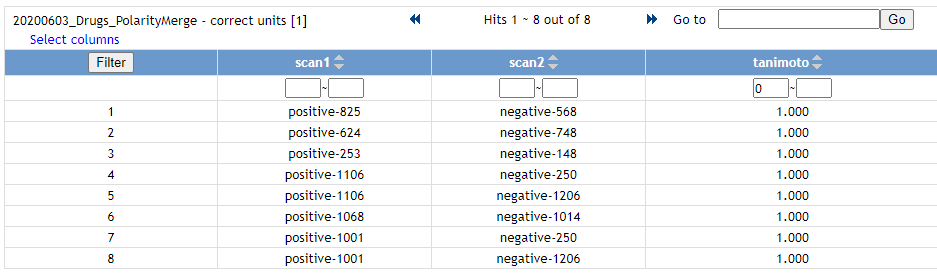 20200603_Drugs_PolarityMerge - correct units [1] Hits 1 ~ 8 out of 8 Go to Go
Select columns
Filter scan1 scan2 tanimoto
~ ~ 0 ~
1 positive-825 negative-568 1.000
2 positive-624 negative-748 1.000
3 positive-253 negative-148 1.000
4 positive-1106 negative-250 1.000
5 positive-1106 negative-1206 1.000
6 positive-1068 negative-1014 1.000
7 positive-1001 negative-250 1.000
8 positive-1001 negative-1206 1.000